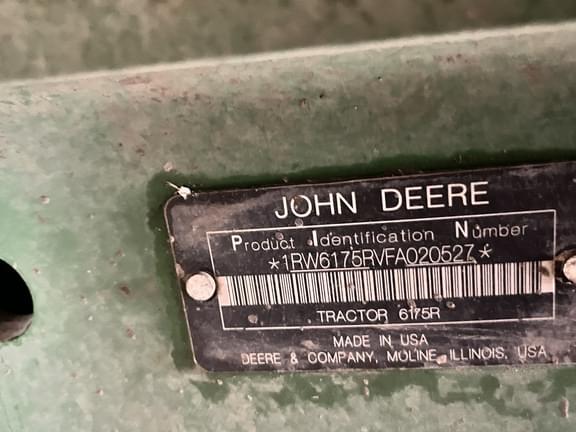 JOHN DEERE
Product Identification Number
*1RW6175RVFA020527*
TRACTOR 6175R
MADE IN USA
DEERE & COMPANY, MOLINE, ILLINOIS, USA